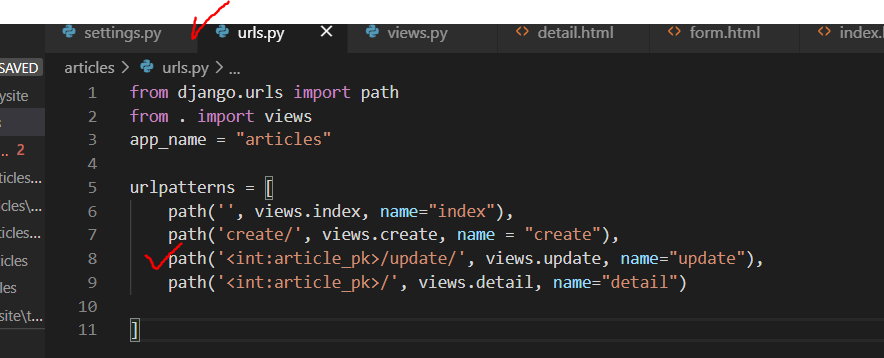 settings.py urls.py × views.py <> detail.html <> form.html <> index.
SAVED articles > urls.py > ...
ysite
... 2
rticles...
cles\...
rticles...
icles
les
site\t...
1 from django.urls import path
2 from . import views
3 app_name = "articles"
4
5 urlpatterns = [
6 path('', views.index, name="index"),
7 path('create/', views.create, name = "create"),
8 path('<int:article_pk>/update/', views.update, name="update"),
9 path('<int:article_pk>/', views.detail, name="detail")
10
11 ]